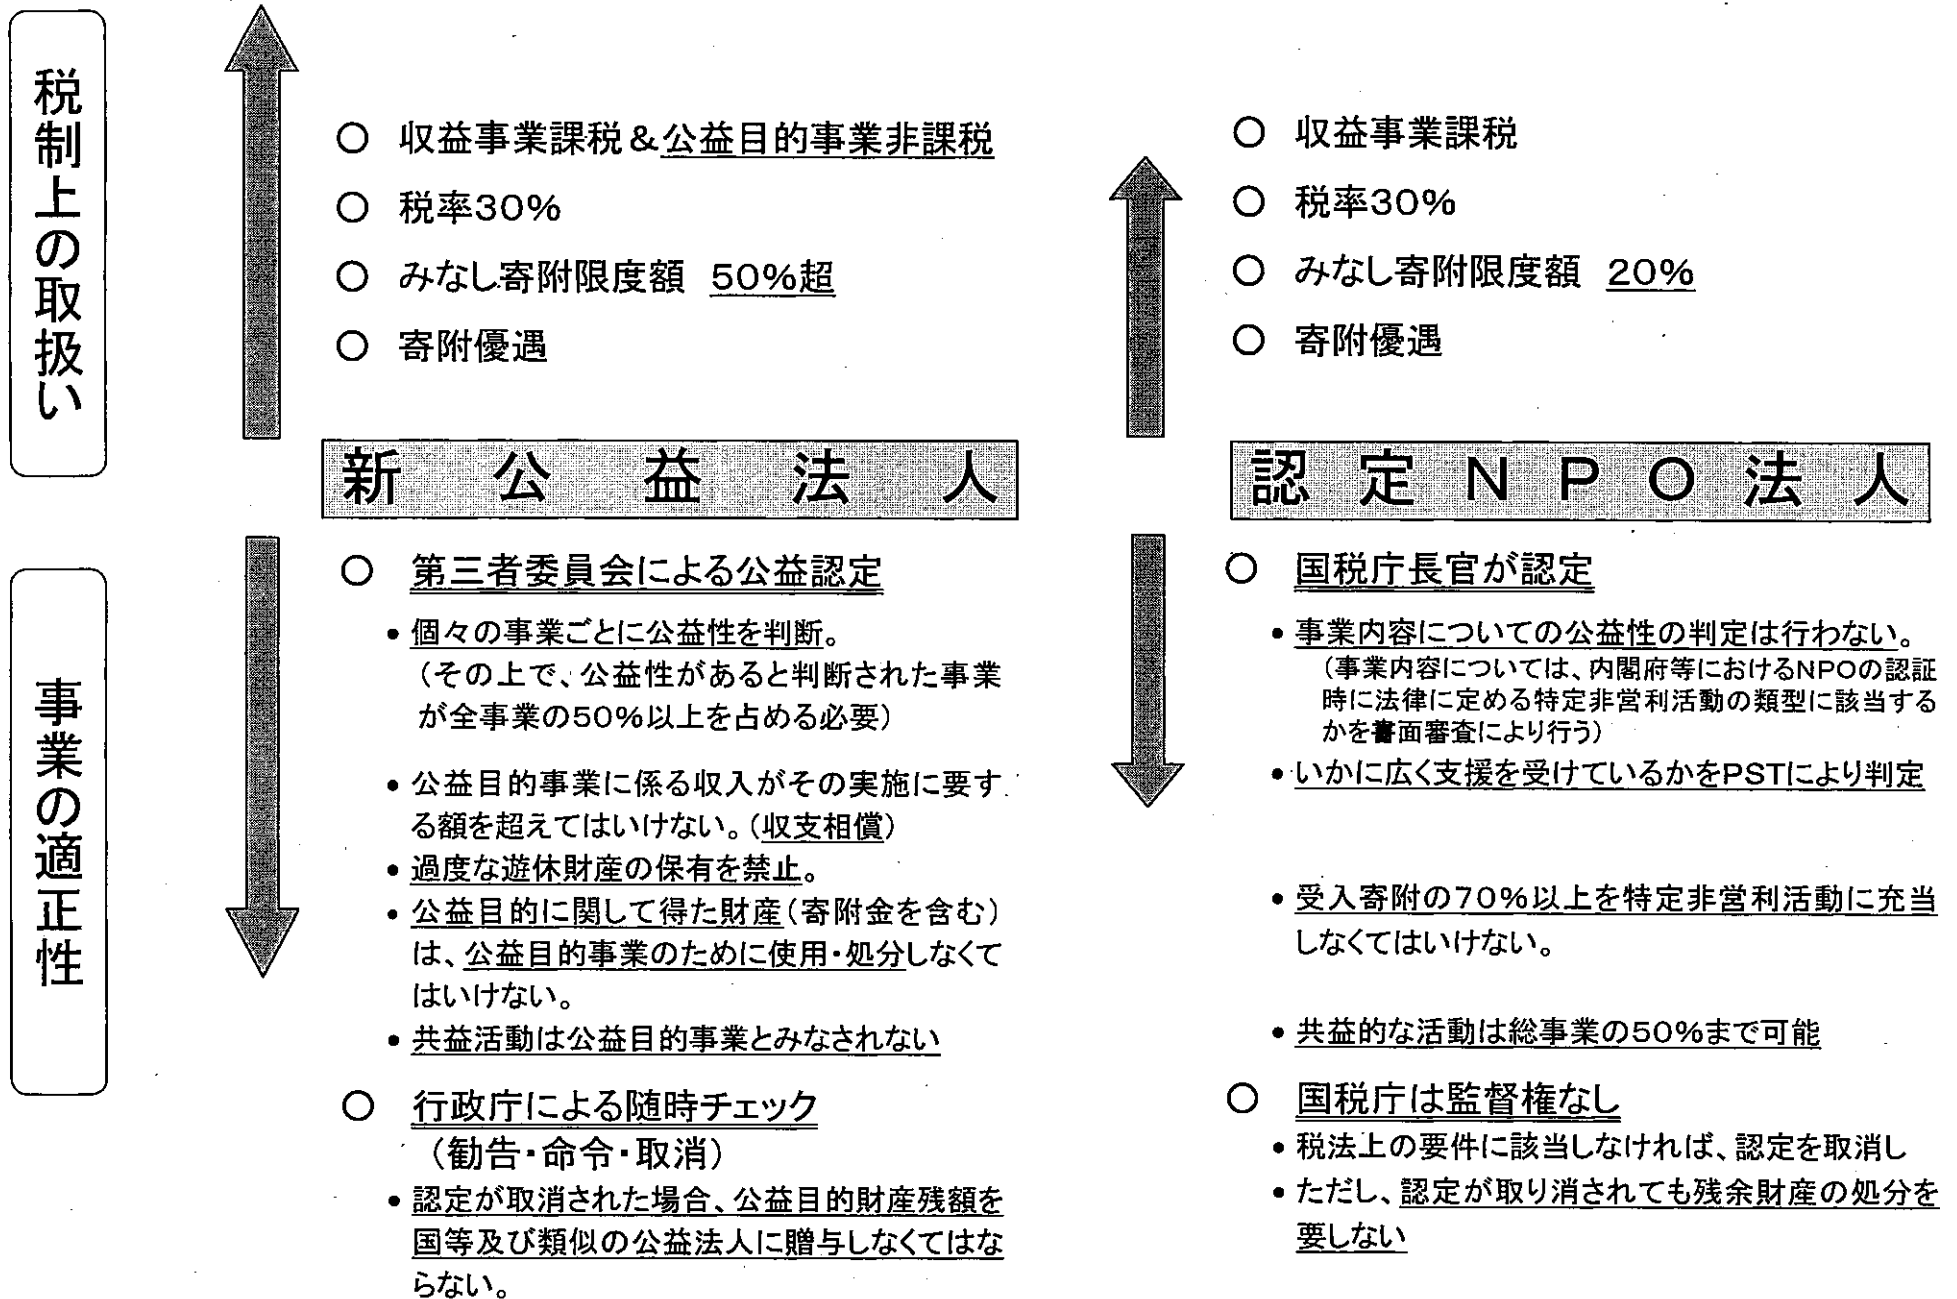 税制上の取扱い
○ 収益事業課税＆公益目的事業非課税
○ 税率30％
○ みなし寄附限度額 50％超
○ 寄附優遇
○ 収益事業課税
○ 税率30％
○ みなし寄附限度額 20％
○ 寄附優遇
新公益法人
認定NPO法人
事業の適正性
○ 第三者委員会による公益認定
• 個々の事業ごとに公益性を判断。
（その上で、公益性があると判断された事業
が全事業の50％以上を占める必要）
• 公益目的事業に係る収入がその実施に要す
る額を超えてはいけない。（収支相償）
• 過度な遊休財産の保有を禁止。
• 公益目的に関して得た財産（寄附金を含む）
は、公益目的事業のために使用・処分しなくて
はいけない。
• 共益活動は公益目的事業とみなされない
○ 行政庁による随時チェック
（勧告・命令・取消）
• 認定が取消された場合、公益目的財産残額を
国等及び類似の公益法人に贈与しなくてはな
らない。
○ 国税庁長官が認定
• 事業内容についての公益性の判定は行わない。
（事業内容については、内閣府等におけるNPOの認証
時に法律に定める特定非営利活動の類型に該当する
かを書面審査により行う）
• いかに広く支援を受けているかをPSTにより判定
• 受入寄附の70％以上を特定非営利活動に充当
しなくてはいけない。
• 共益的な活動は総事業の50％まで可能
○ 国税庁は監督権なし
• 税法上の要件に該当しなければ、認定を取消し
• ただし、認定が取り消されても残余財産の処分を
要しない